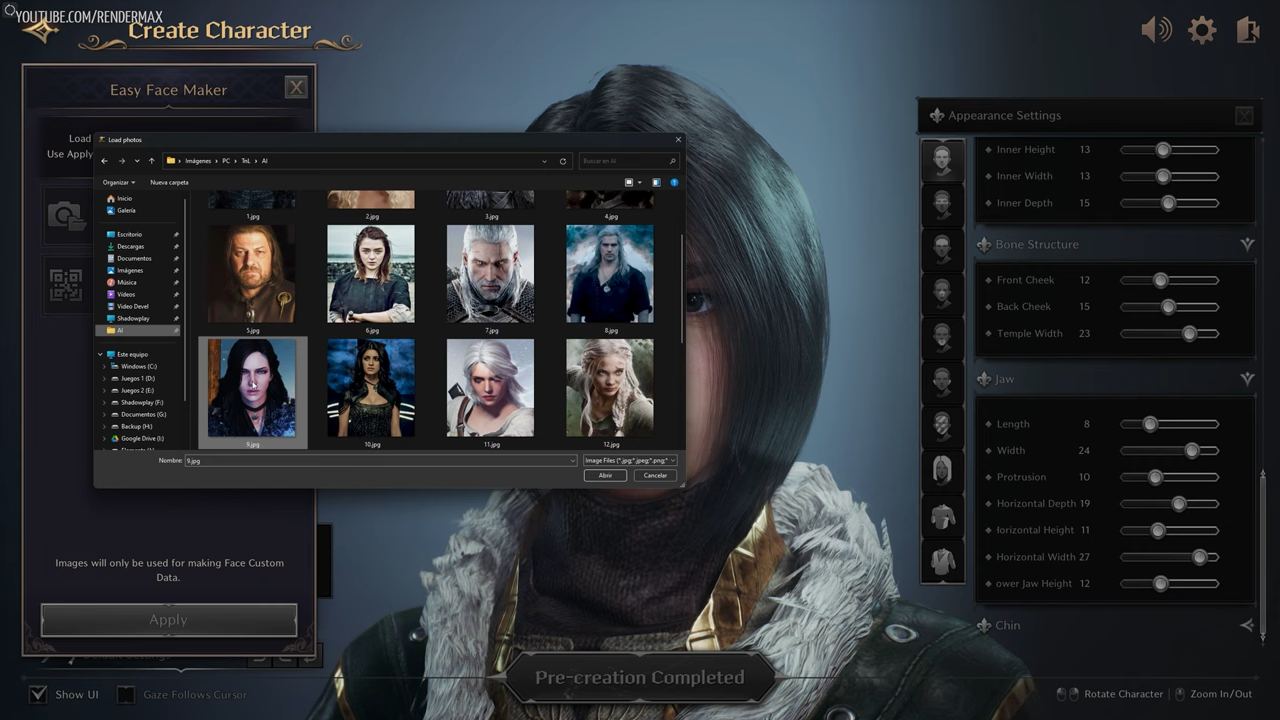 YOUTUBE.COM/RENDERMAX
Create Character
Easy Face Maker
X
Load
Use Apply
Load photos
Imágenes > PC > TnL > AI
Buscar en AI
Organizar
Nueva carpeta
Inicio
Galería
Escritorio
Descargas
Documentos
Imágenes
Música
Vídeos
Video Devel
Shadowplay
AI
Este equipo
Windows (C:)
Juegos 1 (D:)
Juegos 2 (E:)
Shadowplay (F:)
Documentos (G:)
Backup (H:)
Google Drive (I:)
1.jpg
2.jpg
3.jpg
4.jpg
5.jpg
6.jpg
7.jpg
8.jpg
9.jpg
10.jpg
11.jpg
12.jpg
Nombre: 9.jpg
Image Files (*.jpg;*.jpeg;*.png;*
Abrir
Cancelar
Images will only be used for making Face Custom
Data.
Apply
Show UI
Gaze Follows Cursor
Pre-creation Completed
Appearance Settings
Inner Height 13
Inner Width 13
Inner Depth 15
Bone Structure
Front Cheek 12
Back Cheek 15
Temple Width 23
Jaw
Length 8
Width 24
Protrusion 10
Horizontal Depth 19
Horizontal Height 11
Horizontal Width 27
ower Jaw Height 12
Chin
Rotate Character
Zoom In/Out